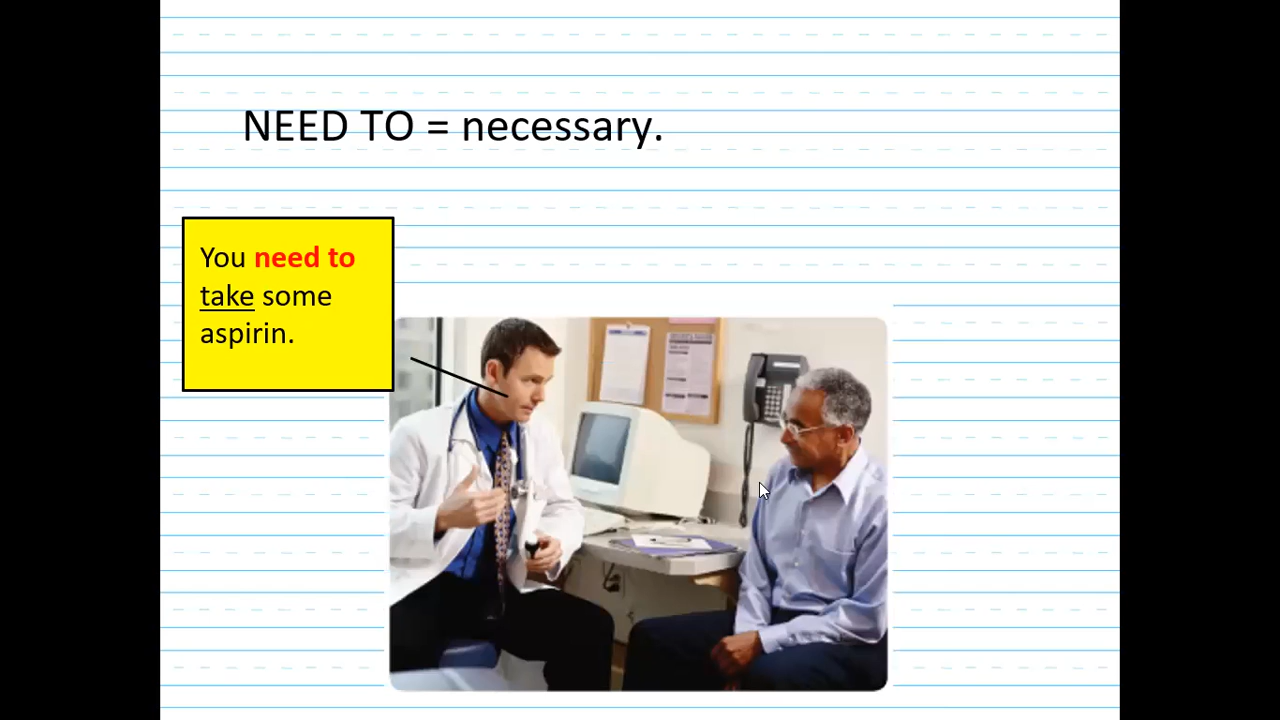 NEED TO = necessary.
You need to
take some
aspirin.